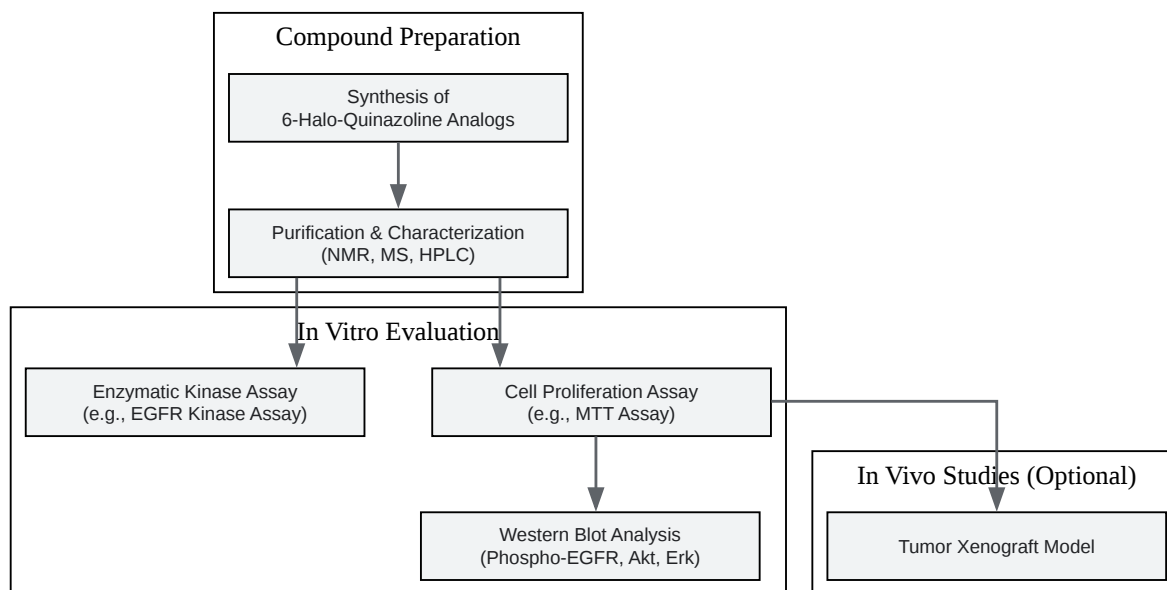 Compound Preparation
Synthesis of
6-Halo-Quinazoline Analogs
Purification & Characterization
(NMR, MS, HPLC)
In Vitro Evaluation
Enzymatic Kinase Assay
(e.g., EGFR Kinase Assay)
Cell Proliferation Assay
(e.g., MTT Assay)
Western Blot Analysis
(Phospho-EGFR, Akt, Erk)
In Vivo Studies (Optional)
Tumor Xenograft Model